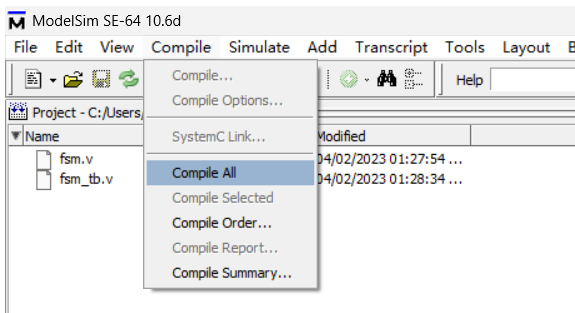 ModelSim SE-64 10.6d
File Edit View Compile Simulate Add Transcript Tools Layout
Compile...
Compile Options...
Help
Project - C:/Users/
SystemC Link...
Name
Modified
fsm.v
04/02/2023 01:27:54 ...
fsm_tb.v
04/02/2023 01:28:34 ...
Compile All
Compile Selected
Compile Order...
Compile Report...
Compile Summary...